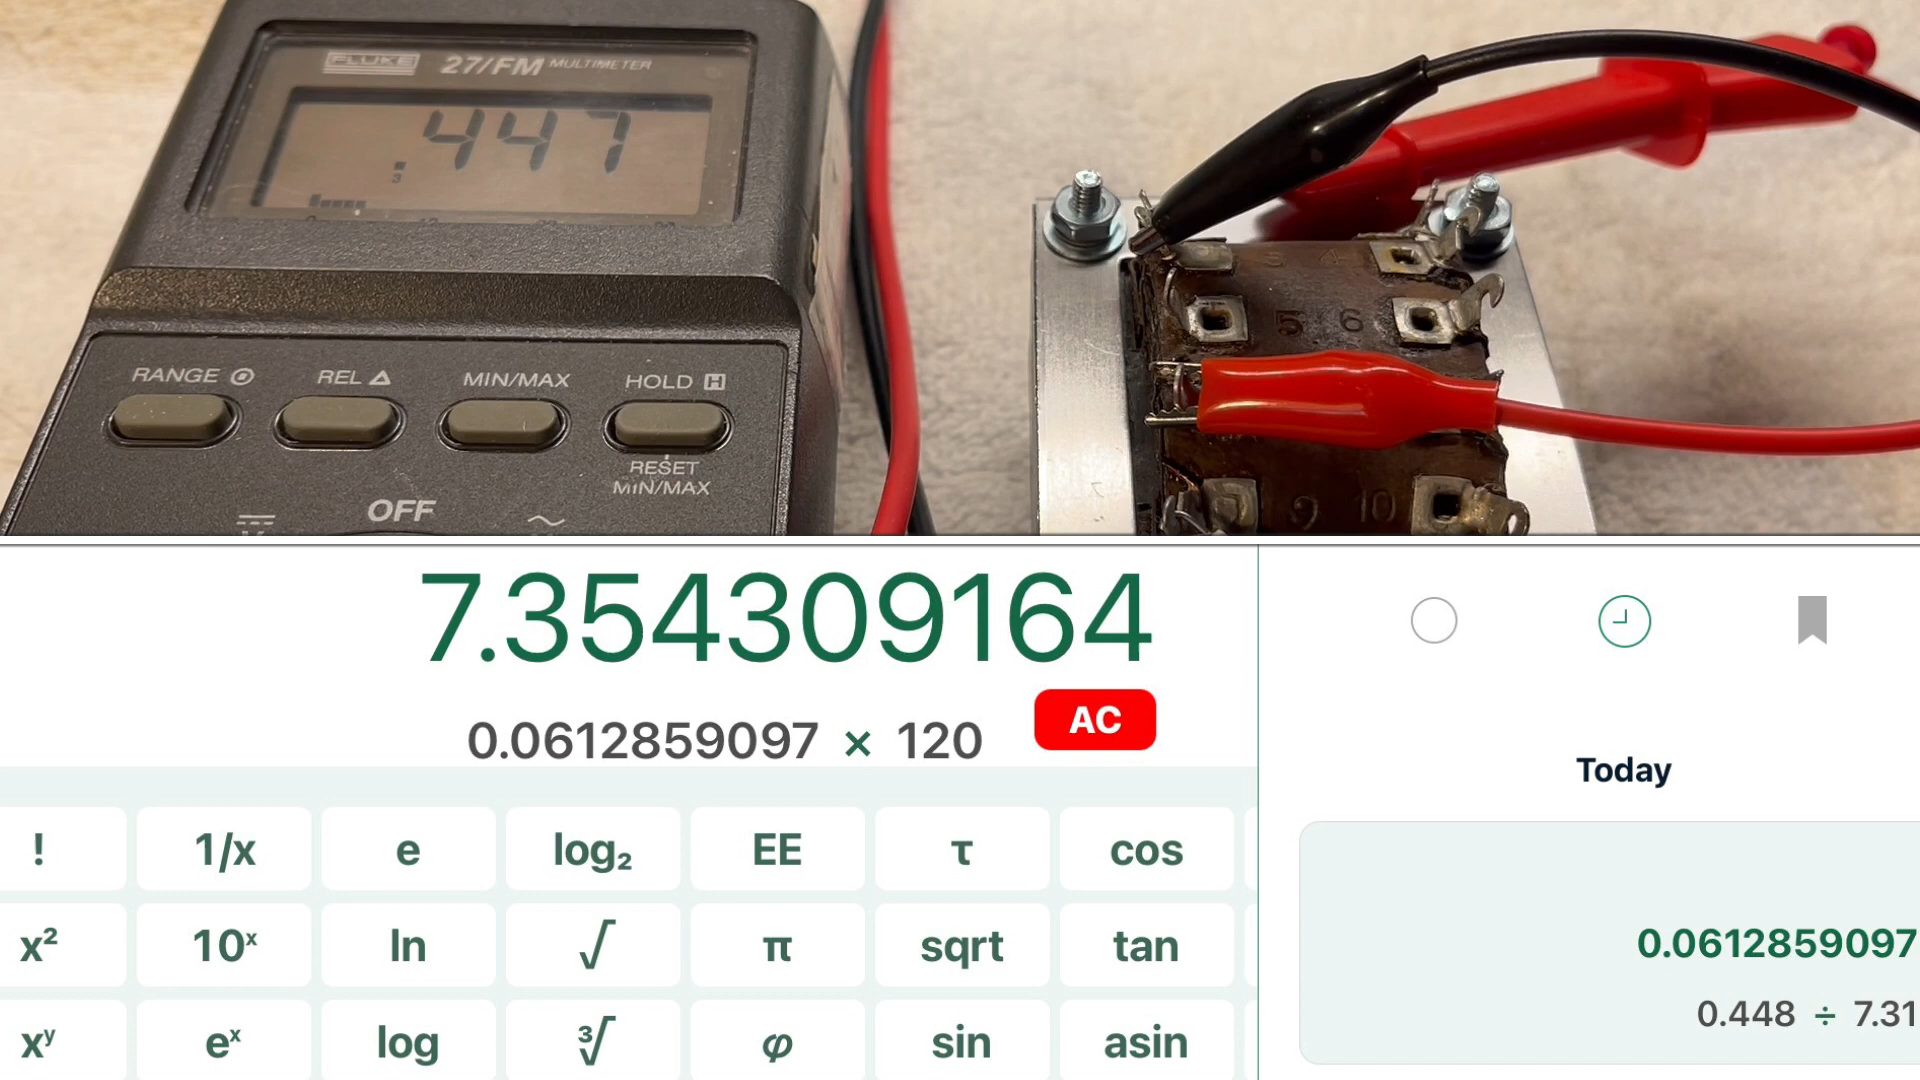 FLUKE 27/FM MULTIMETER
.447
RANGE REL △ MIN/MAX HOLD H
RESET
MIN/MAX
OFF
5 6
9 10
7.354309164
0.0612859097 × 120 AC
Today
! 1/x e log₂ EE τ cos
0.0612859097
x² 10ˣ ln √ π sqrt tan
0.448 ÷ 7.31
xʸ eˣ log ∛ φ sin asin